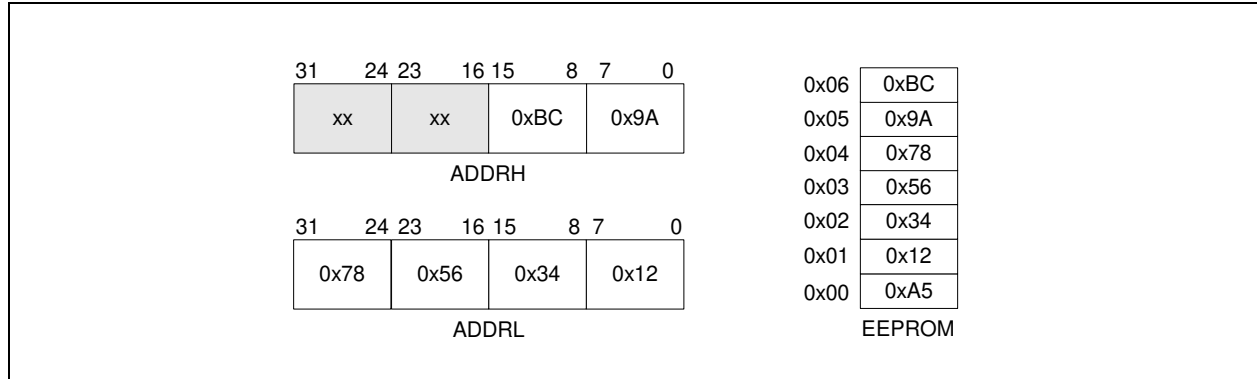 31 24 23 16 15 8 7 0
xx xx 0xBC 0x9A
ADDRH
31 24 23 16 15 8 7 0
0x78 0x56 0x34 0x12
ADDRL
0x06 0xBC
0x05 0x9A
0x04 0x78
0x03 0x56
0x02 0x34
0x01 0x12
0x00 0xA5
EEPROM